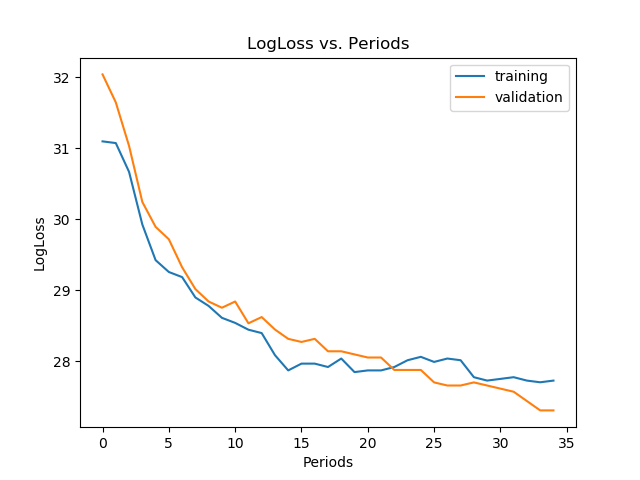 LogLoss vs. Periods
training
validation
LogLoss
32
31
30
29
28
0 5 10 15 20 25 30 35
Periods